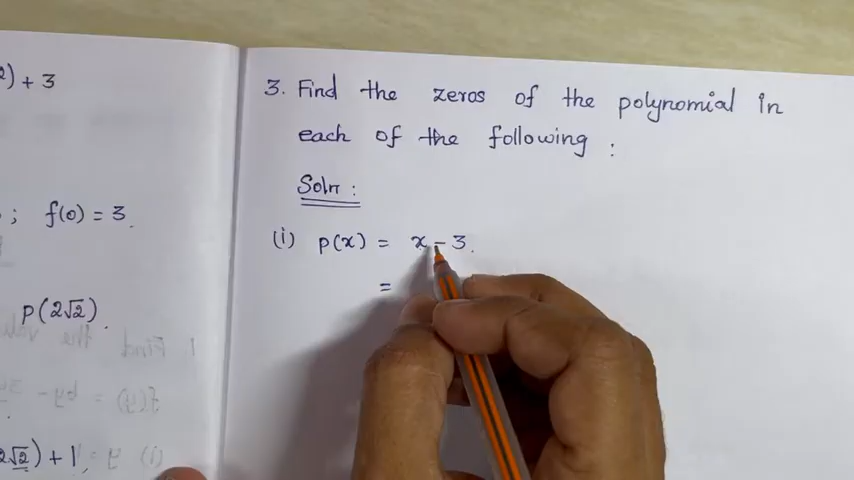 2) + 3
; f(0) = 3.
p(2√2).
2√2) + 1,
3. Find the zeros of the polynomial in
each of the following :
Soln :
(i) p(x) = x - 3.
=